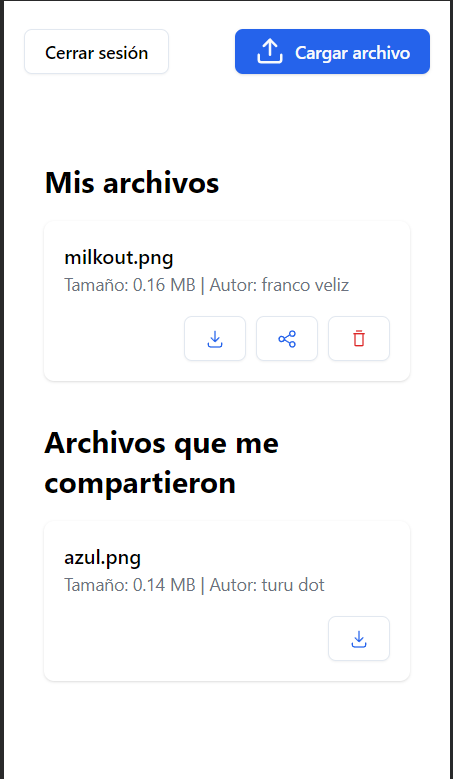 Cerrar sesión
Cargar archivo
Mis archivos
milkout.png
Tamaño: 0.16 MB | Autor: franco veliz
Archivos que me
compartieron
azul.png
Tamaño: 0.14 MB | Autor: turu dot